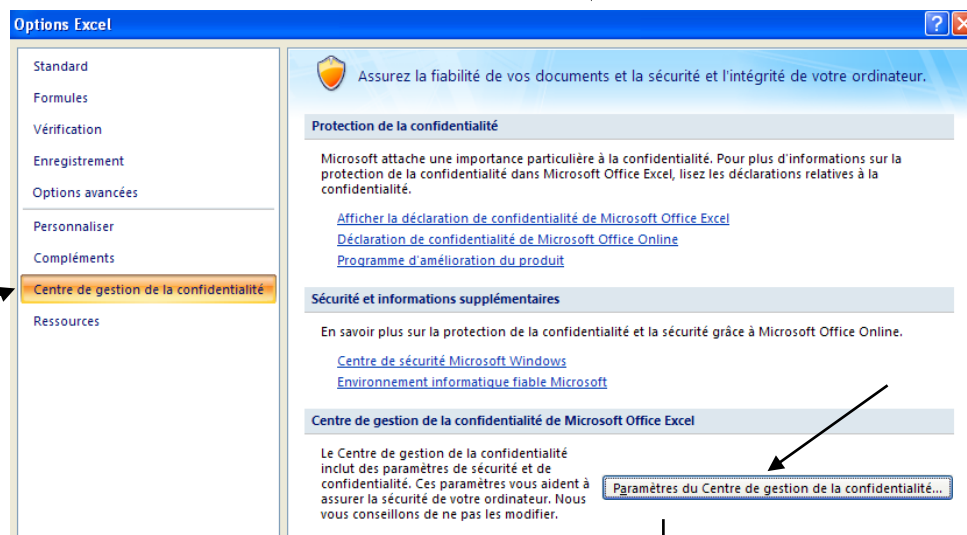 Options Excel
?
Standard
Formules
Vérification
Enregistrement
Options avancées
Personnaliser
Compléments
Centre de gestion de la confidentialité
Ressources
Assurez la fiabilité de vos documents et la sécurité et l'intégrité de votre ordinateur.
Protection de la confidentialité
Microsoft attache une importance particulière à la confidentialité. Pour plus d'informations sur la
protection de la confidentialité dans Microsoft Office Excel, lisez les déclarations relatives à la
confidentialité.
Afficher la déclaration de confidentialité de Microsoft Office Excel
Déclaration de confidentialité de Microsoft Office Online
Programme d'amélioration du produit
Sécurité et informations supplémentaires
En savoir plus sur la protection de la confidentialité et la sécurité grâce à Microsoft Office Online.
Centre de sécurité Microsoft Windows
Environnement informatique fiable Microsoft
Centre de gestion de la confidentialité de Microsoft Office Excel
Le Centre de gestion de la confidentialité
inclut des paramètres de sécurité et de
confidentialité. Ces paramètres vous aident à
assurer la sécurité de votre ordinateur. Nous
vous conseillons de ne pas les modifier.
Paramètres du Centre de gestion de la confidentialité...